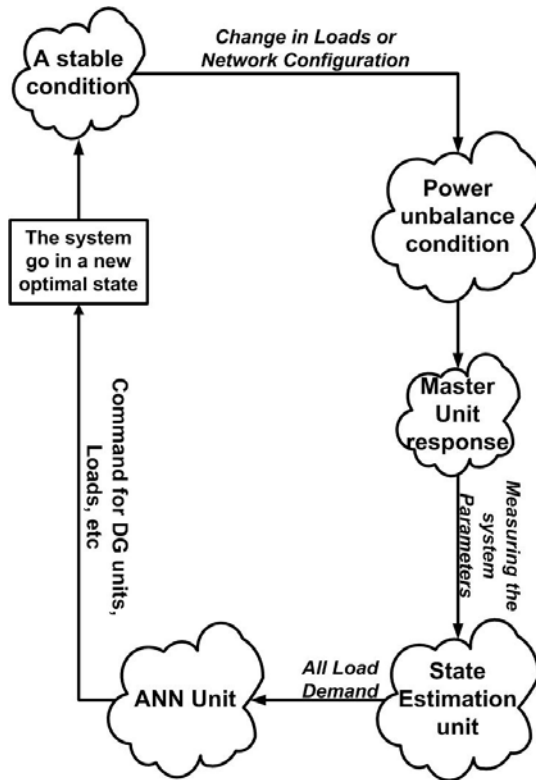 A stable
condition
Change in Loads or
Network Configuration
Power
unbalance
condition
Master
Unit
response
Measuring the
system
Parameters
State
Estimation
unit
All Load
Demand
ANN Unit
Command for DG units,
Loads, etc
The system
go in a new
optimal state